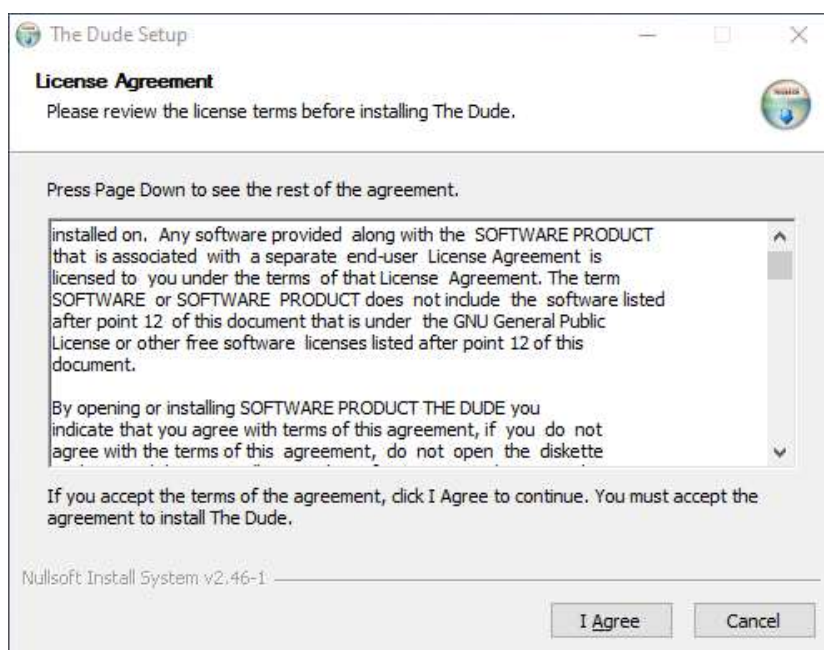 The Dude Setup
License Agreement
Please review the license terms before installing The Dude.
Press Page Down to see the rest of the agreement.
installed on. Any software provided along with the SOFTWARE PRODUCT
that is associated with a separate end-user License Agreement is
licensed to you under the terms of that License Agreement. The term
SOFTWARE or SOFTWARE PRODUCT does not include the software listed
after point 12 of this document that is under the GNU General Public
License or other free software licenses listed after point 12 of this
document.
By opening or installing SOFTWARE PRODUCT THE DUDE you
indicate that you agree with terms of this agreement, if you do not
agree with the terms of this agreement, do not open the diskette
If you accept the terms of the agreement, click I Agree to continue. You must accept the
agreement to install The Dude.
Nullsoft Install System v2.46-1
I Agree
Cancel